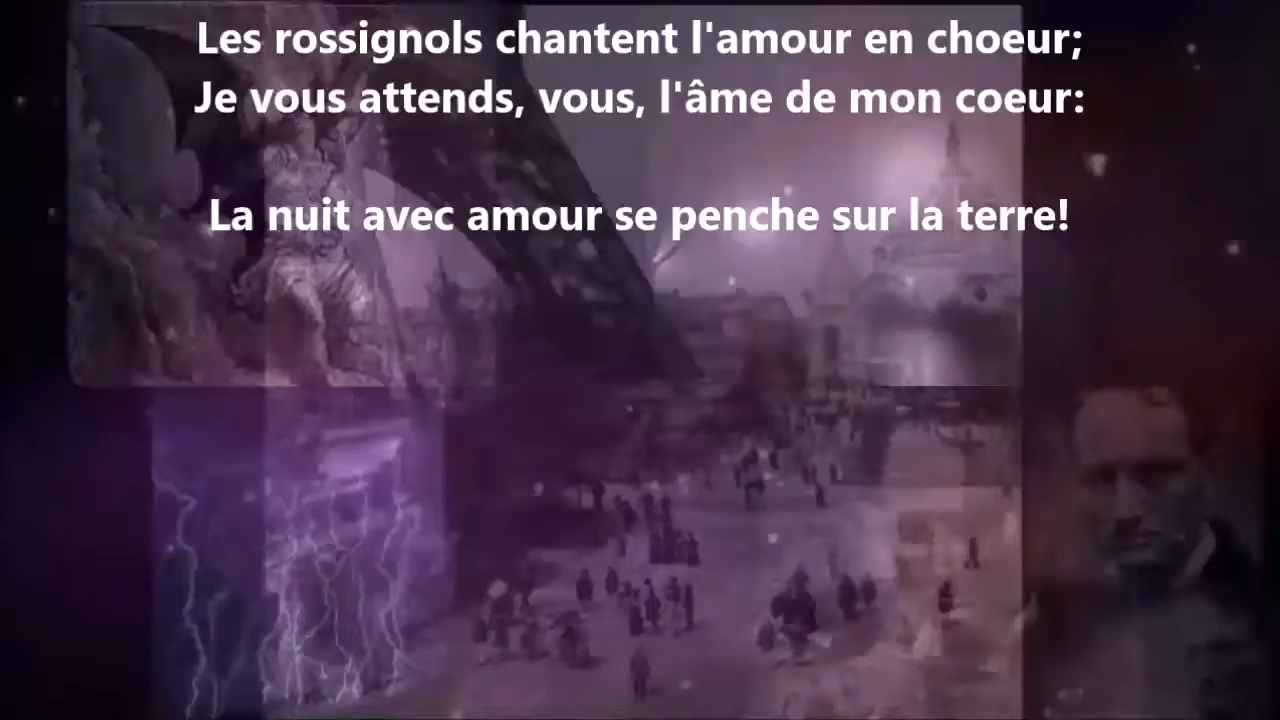 Les rossignols chantent l'amour en choeur;
Je vous attends, vous, l'âme de mon coeur:
La nuit avec amour se penche sur la terre!